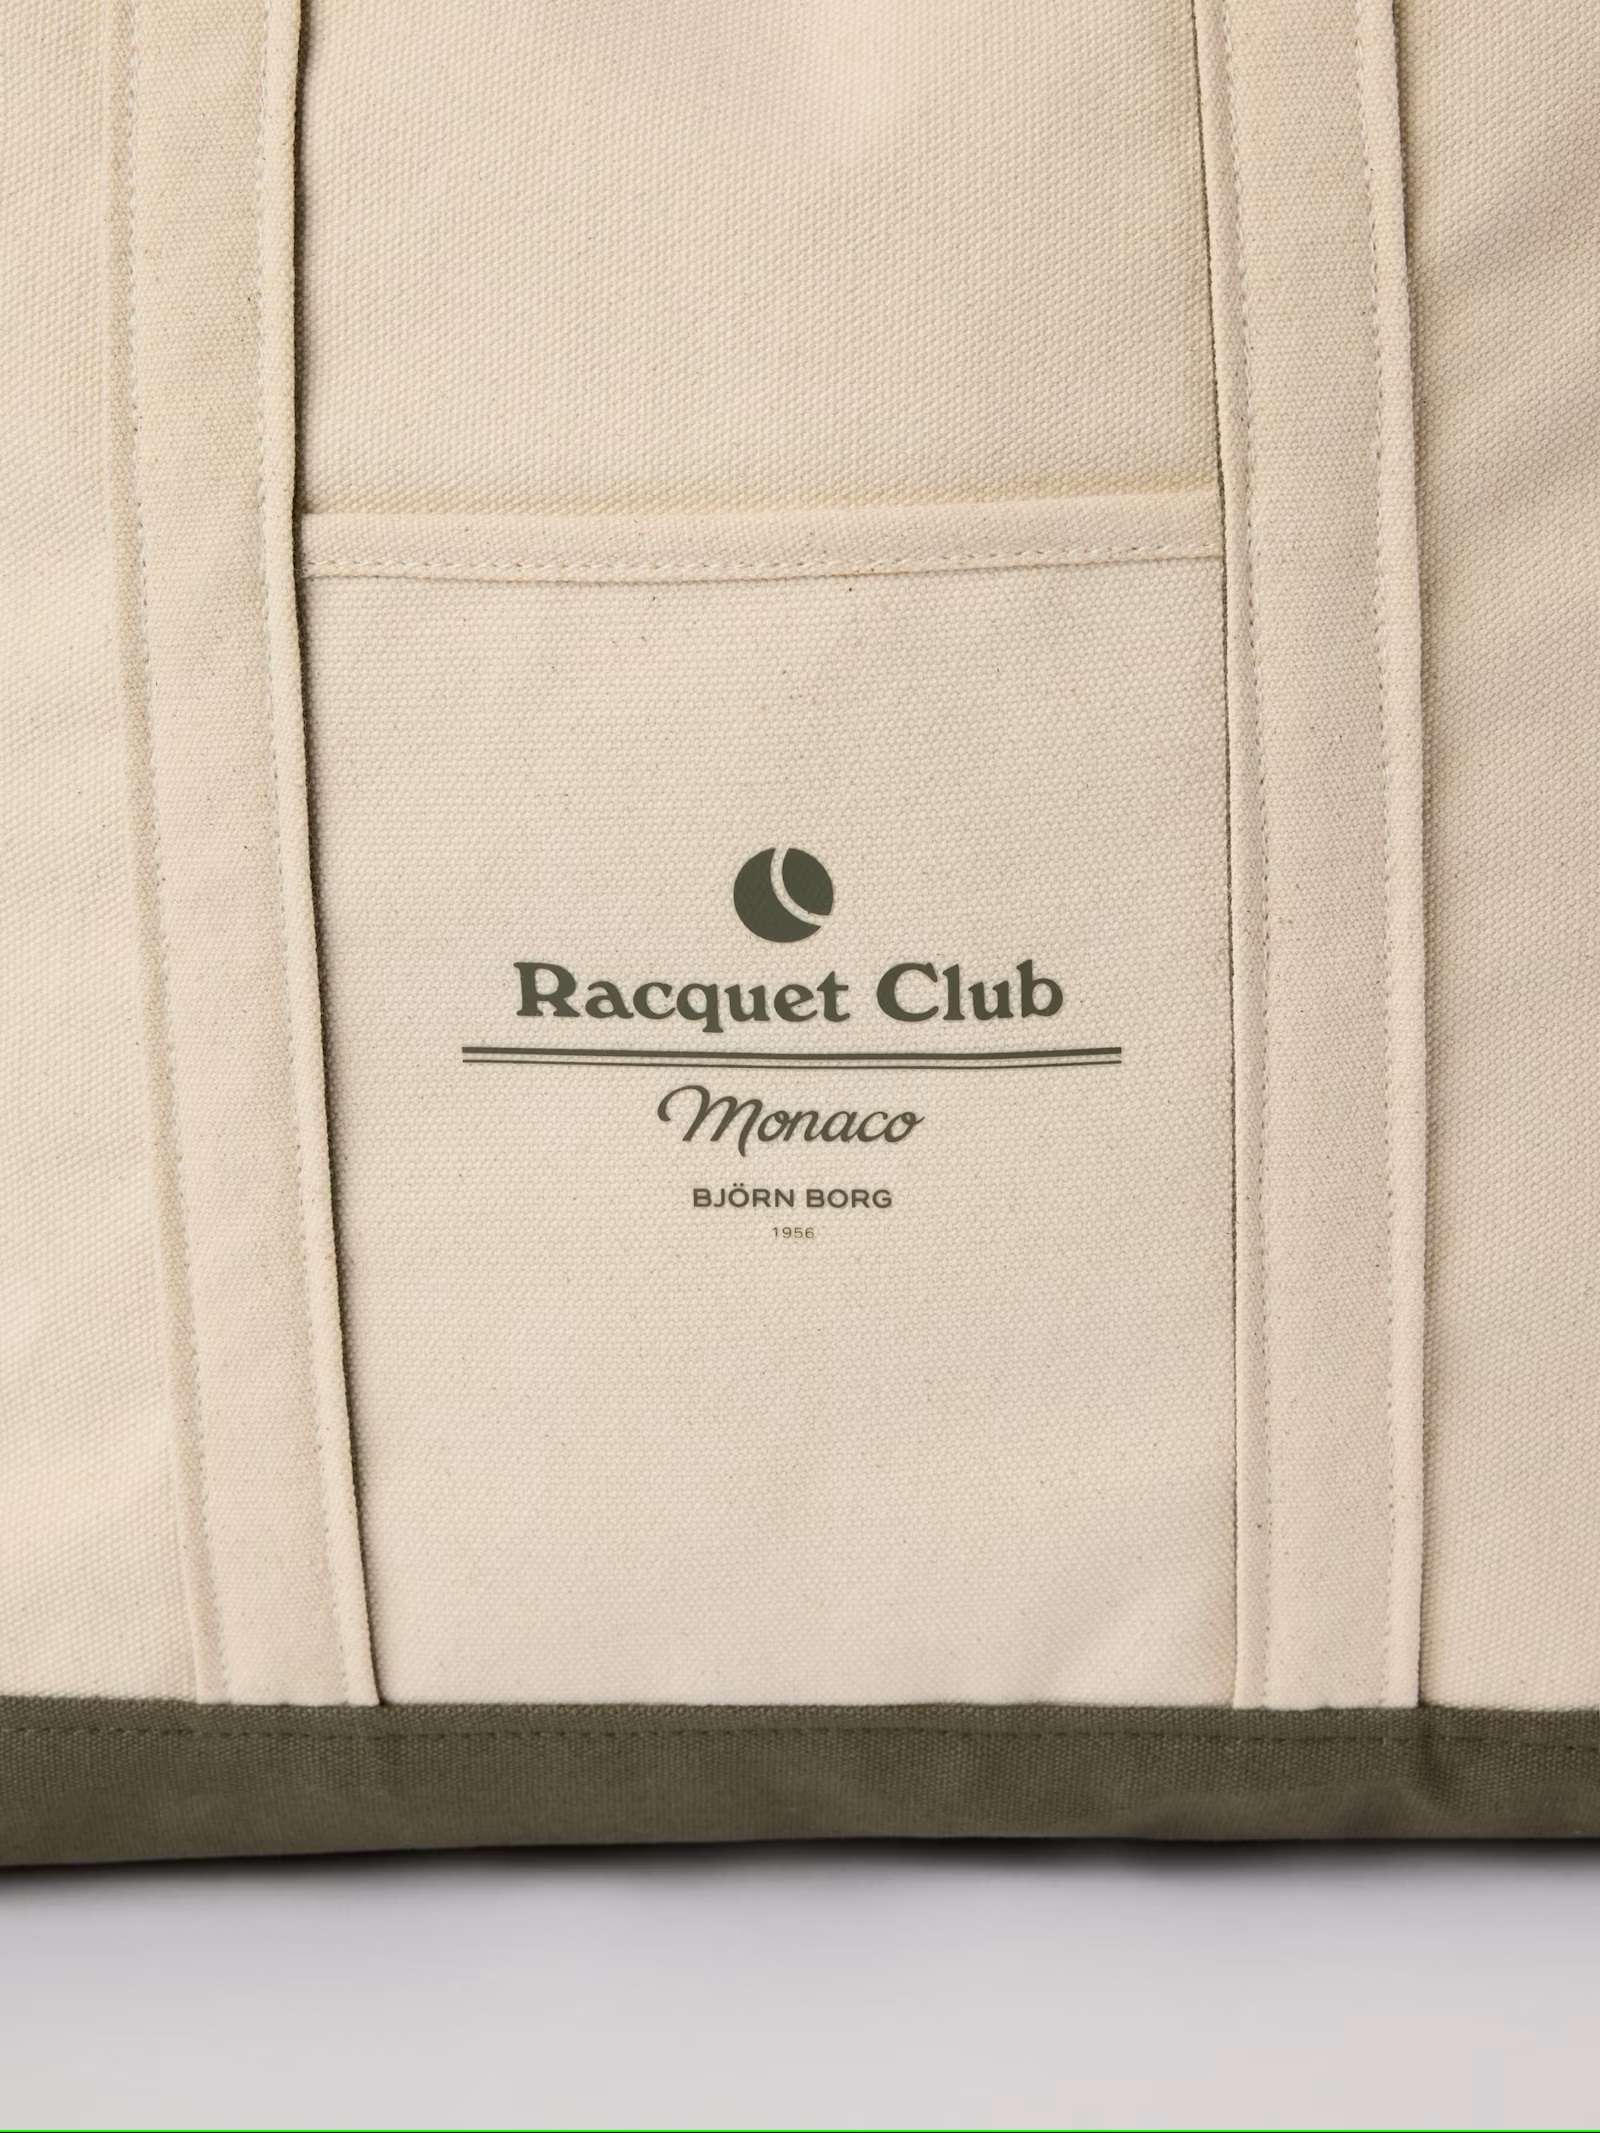 Racquet Club
Monaco
BJÖRN BORG
1956